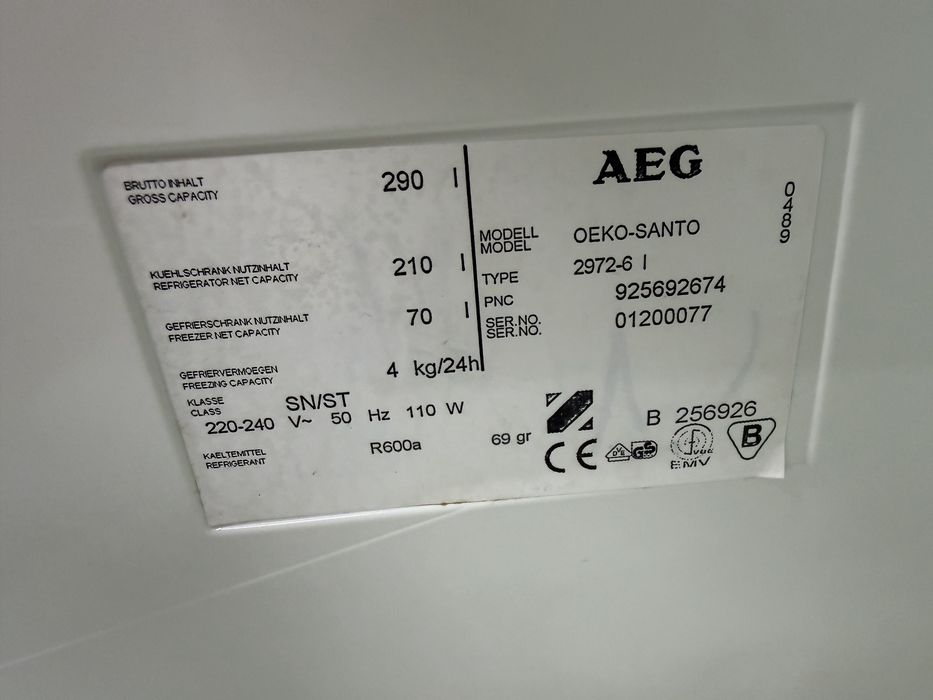 BRUTTO INHALT 290 l
GROSS CAPACITY
KUEHLSCHRANK NUTZINHALT 210 l
REFRIGERATOR NET CAPACITY
GEFRIERSCHRANK NUTZINHALT 70 l
FREEZER NET CAPACITY
GEFRIERVERMOEGEN 4 kg/24h
FREEZING CAPACITY
KLASSE SN/ST
CLASS
220-240 V~ 50 Hz 110 W
KAELTEMITTEL R600a 69 gr
REFRIGERANT
AEG
0489
MODELL OEKO-SANTO
MODEL
TYPE 2972-6 I
PNC 925692674
SER.NO. 01200077
SER.NO.
B 256926
CE
DVE GS
VDE
EMV
B